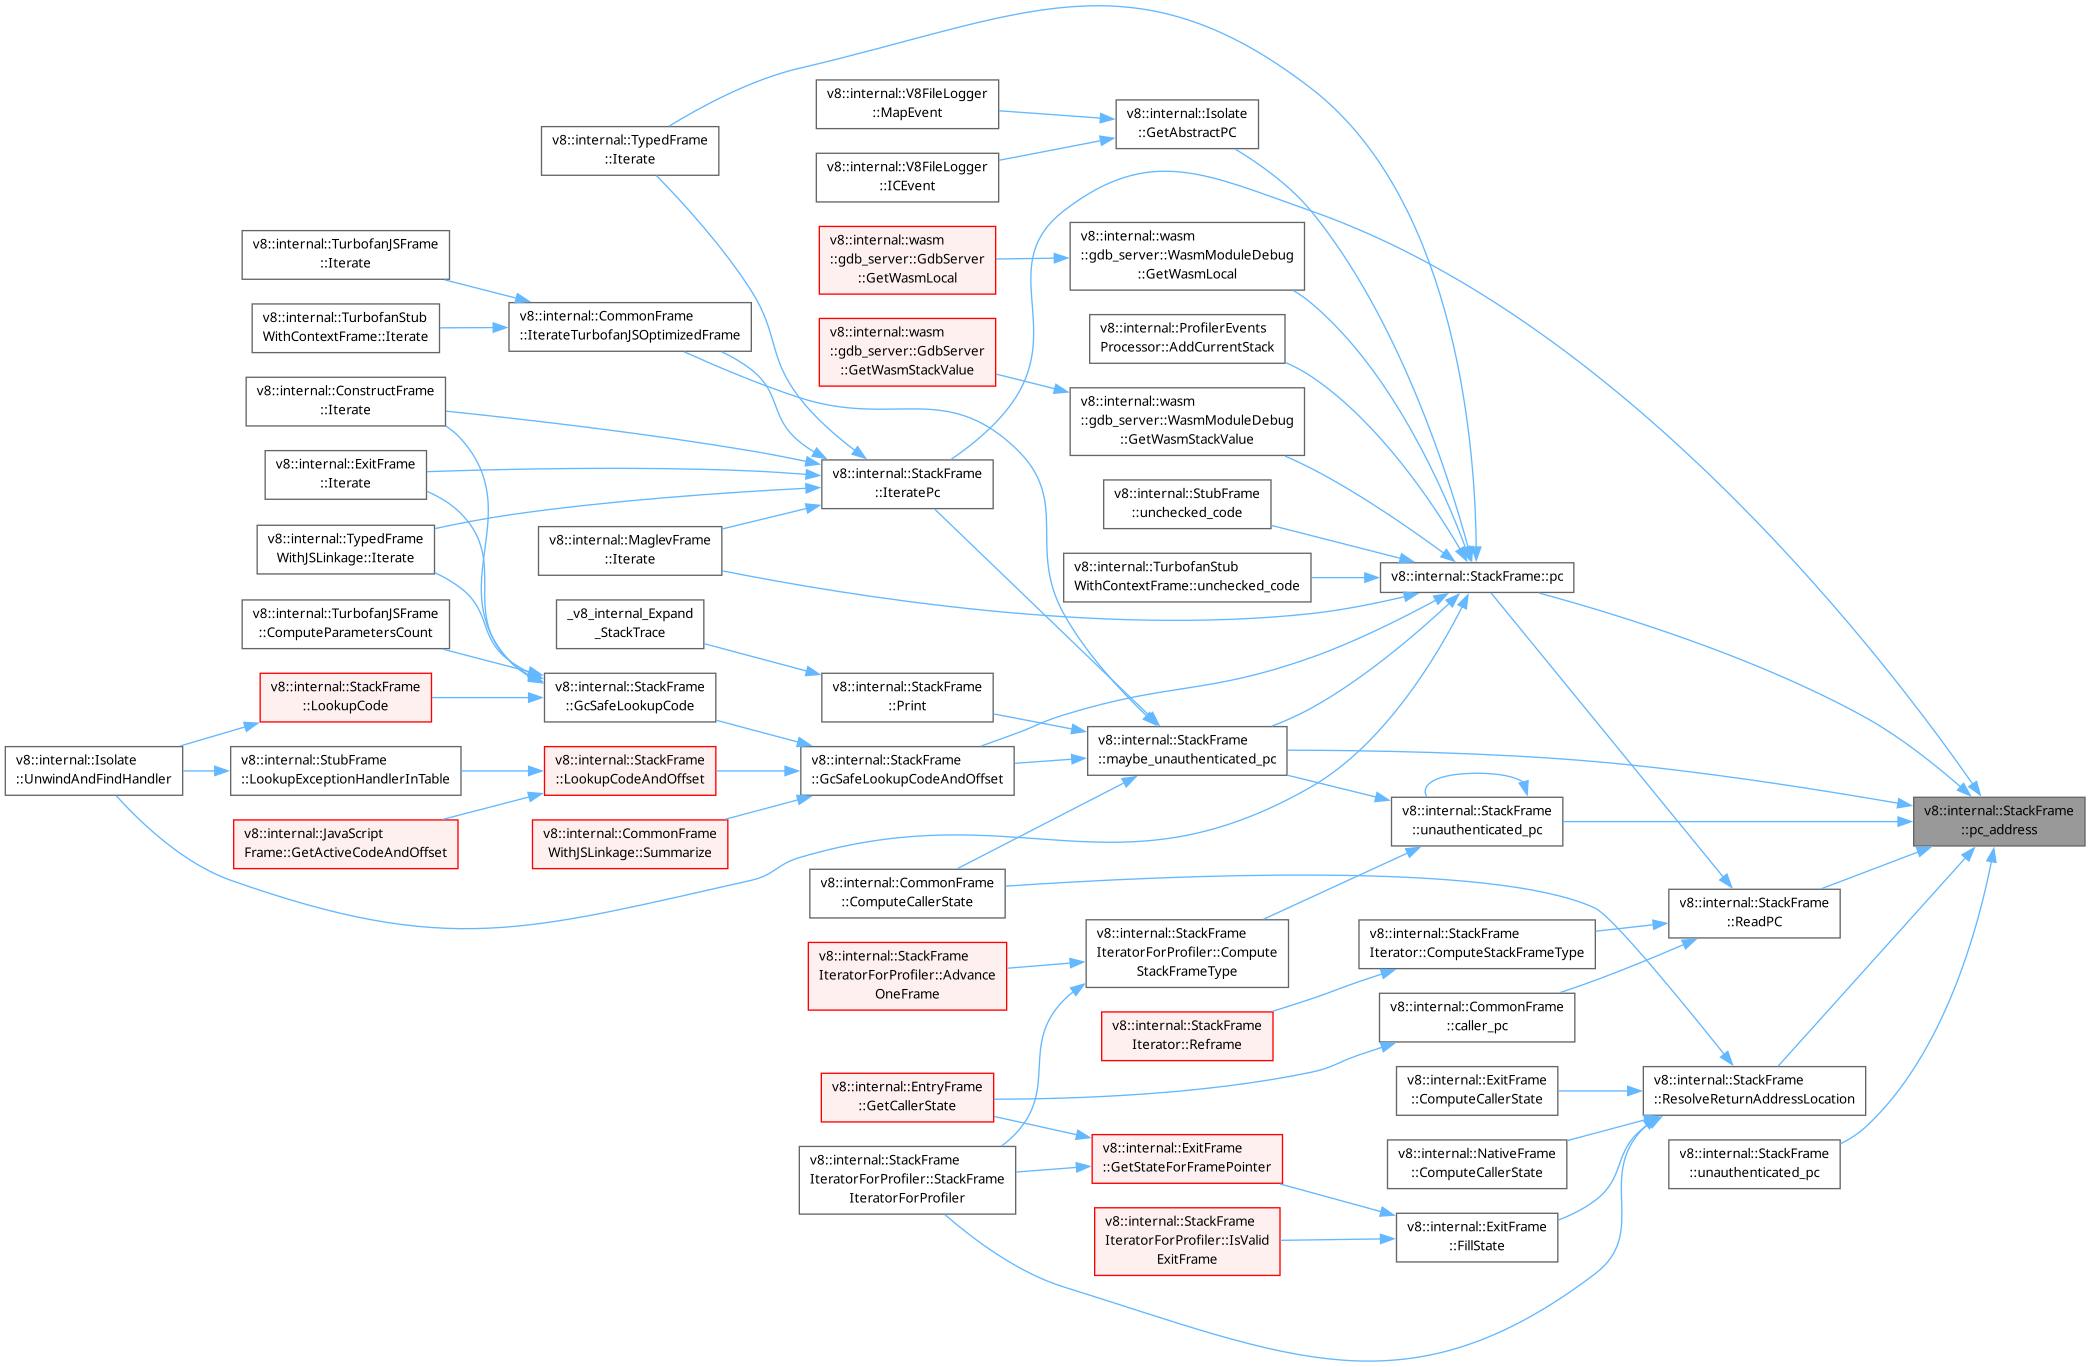 v8::internal::V8FileLogger
::MapEvent
v8::internal::Isolate
::GetAbstractPC
v8::internal::TypedFrame
::Iterate
v8::internal::V8FileLogger
::ICEvent
v8::internal::TurbofanJSFrame
::Iterate
v8::internal::wasm
::gdb_server::GdbServer
::GetWasmLocal
v8::internal::wasm
::gdb_server::WasmModuleDebug
::GetWasmLocal
v8::internal::TurbofanStub
WithContextFrame::Iterate
v8::internal::CommonFrame
::IterateTurbofanJSOptimizedFrame
v8::internal::wasm
::gdb_server::GdbServer
::GetWasmStackValue
v8::internal::ProfilerEvents
Processor::AddCurrentStack
v8::internal::ConstructFrame
::Iterate
v8::internal::wasm
::gdb_server::WasmModuleDebug
::GetWasmStackValue
v8::internal::ExitFrame
::Iterate
v8::internal::StackFrame
::IteratePc
v8::internal::StubFrame
::unchecked_code
v8::internal::TypedFrame
WithJSLinkage::Iterate
v8::internal::MaglevFrame
::Iterate
v8::internal::TurbofanStub
WithContextFrame::unchecked_code
v8::internal::StackFrame::pc
v8::internal::TurbofanJSFrame
::ComputeParametersCount
_v8_internal_Expand
_StackTrace
v8::internal::StackFrame
::LookupCode
v8::internal::StackFrame
::GcSafeLookupCode
v8::internal::StackFrame
::Print
v8::internal::Isolate
::UnwindAndFindHandler
v8::internal::StubFrame
::LookupExceptionHandlerInTable
v8::internal::StackFrame
::LookupCodeAndOffset
v8::internal::StackFrame
::GcSafeLookupCodeAndOffset
v8::internal::StackFrame
::maybe_unauthenticated_pc
v8::internal::JavaScript
Frame::GetActiveCodeAndOffset
v8::internal::CommonFrame
WithJSLinkage::Summarize
v8::internal::StackFrame
::unauthenticated_pc
v8::internal::StackFrame
::pc_address
v8::internal::CommonFrame
::ComputeCallerState
v8::internal::StackFrame
::ReadPC
v8::internal::StackFrame
IteratorForProfiler::Compute
StackFrameType
v8::internal::StackFrame
Iterator::ComputeStackFrameType
v8::internal::StackFrame
IteratorForProfiler::Advance
OneFrame
v8::internal::CommonFrame
::caller_pc
v8::internal::StackFrame
Iterator::Reframe
v8::internal::EntryFrame
::GetCallerState
v8::internal::ExitFrame
::ComputeCallerState
v8::internal::StackFrame
::ResolveReturnAddressLocation
v8::internal::StackFrame
IteratorForProfiler::StackFrame
IteratorForProfiler
v8::internal::ExitFrame
::GetStateForFramePointer
v8::internal::NativeFrame
::ComputeCallerState
v8::internal::StackFrame
::unauthenticated_pc
v8::internal::StackFrame
IteratorForProfiler::IsValid
ExitFrame
v8::internal::ExitFrame
::FillState